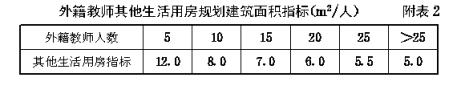 外籍教师其他生活用房规划建筑面积指标(m²/人) 附表2
外籍教师人数 5 10 15 20 25 >25
其他生活用房指标 12.0 8.0 7.0 6.0 5.5 5.0